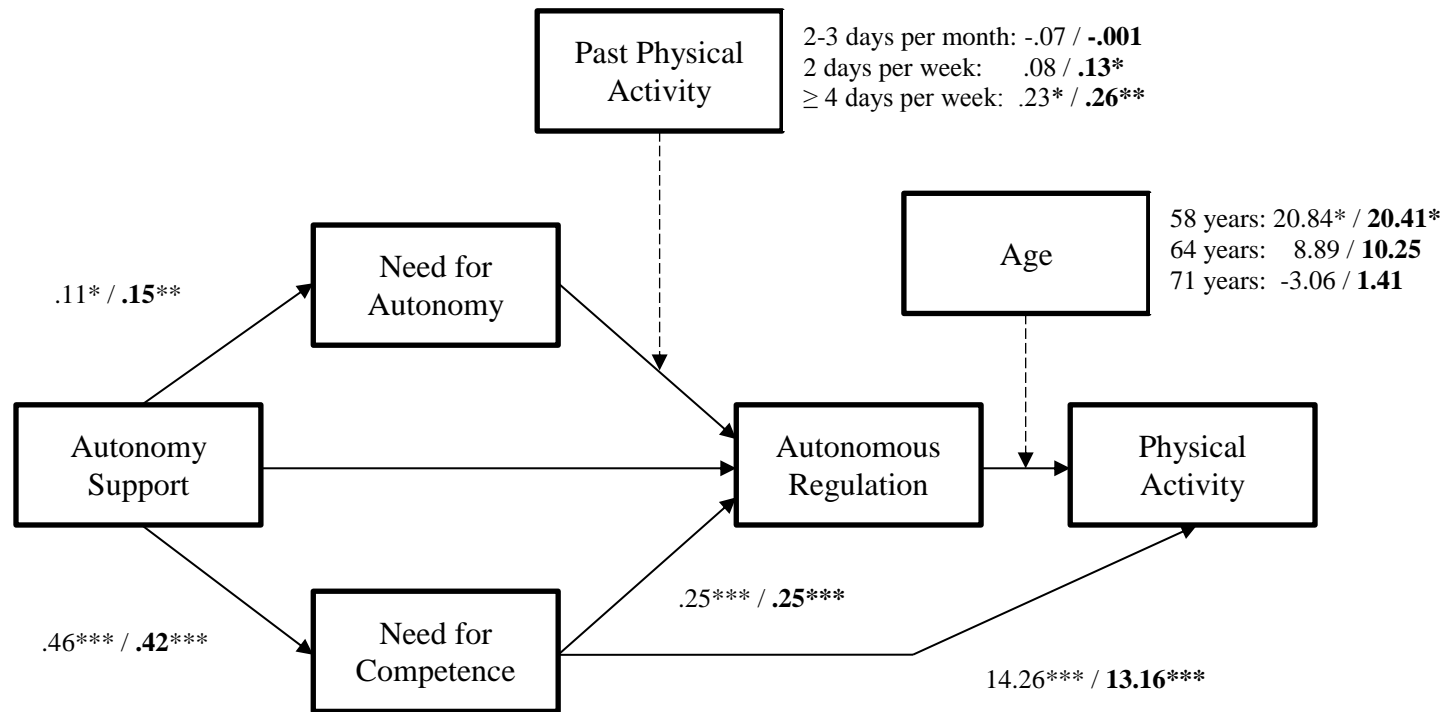 Past Physical
Activity
2-3 days per month: -.07 / -.001
2 days per week: .08 / .13*
≥ 4 days per week: .23* / .26**
Age
58 years: 20.84* / 20.41*
64 years: 8.89 / 10.25
71 years: -3.06 / 1.41
Need for
Autonomy
.11* / .15**
Autonomy
Support
Autonomous
Regulation
Physical
Activity
.25*** / .25***
.46*** / .42***
Need for
Competence
14.26*** / 13.16***